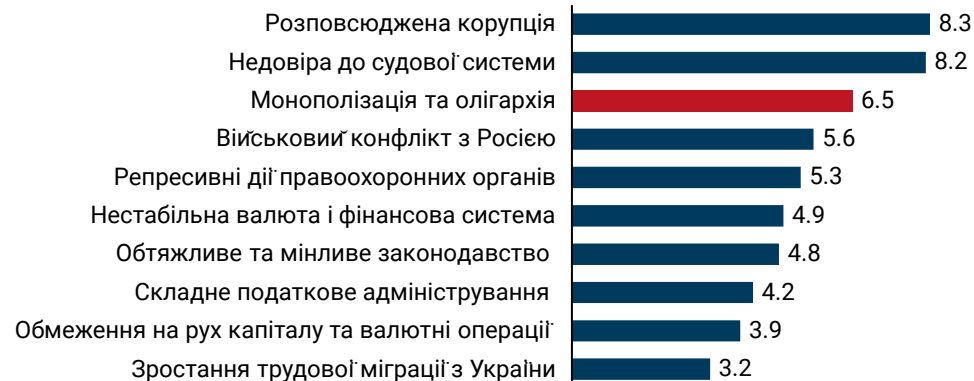 Розповсюджена корупція 8.3
Недовіра до судової системи 8.2
Монополізація та олігархія 6.5
Військовий конфлікт з Росією 5.6
Репресивні дії правоохоронних органів 5.3
Нестабільна валюта і фінансова система 4.9
Обтяжливе та мінливе законодавство 4.8
Складне податкове адміністрування 4.2
Обмеження на рух капіталу та валютні операції 3.9
Зростання трудової міграції з України 3.2